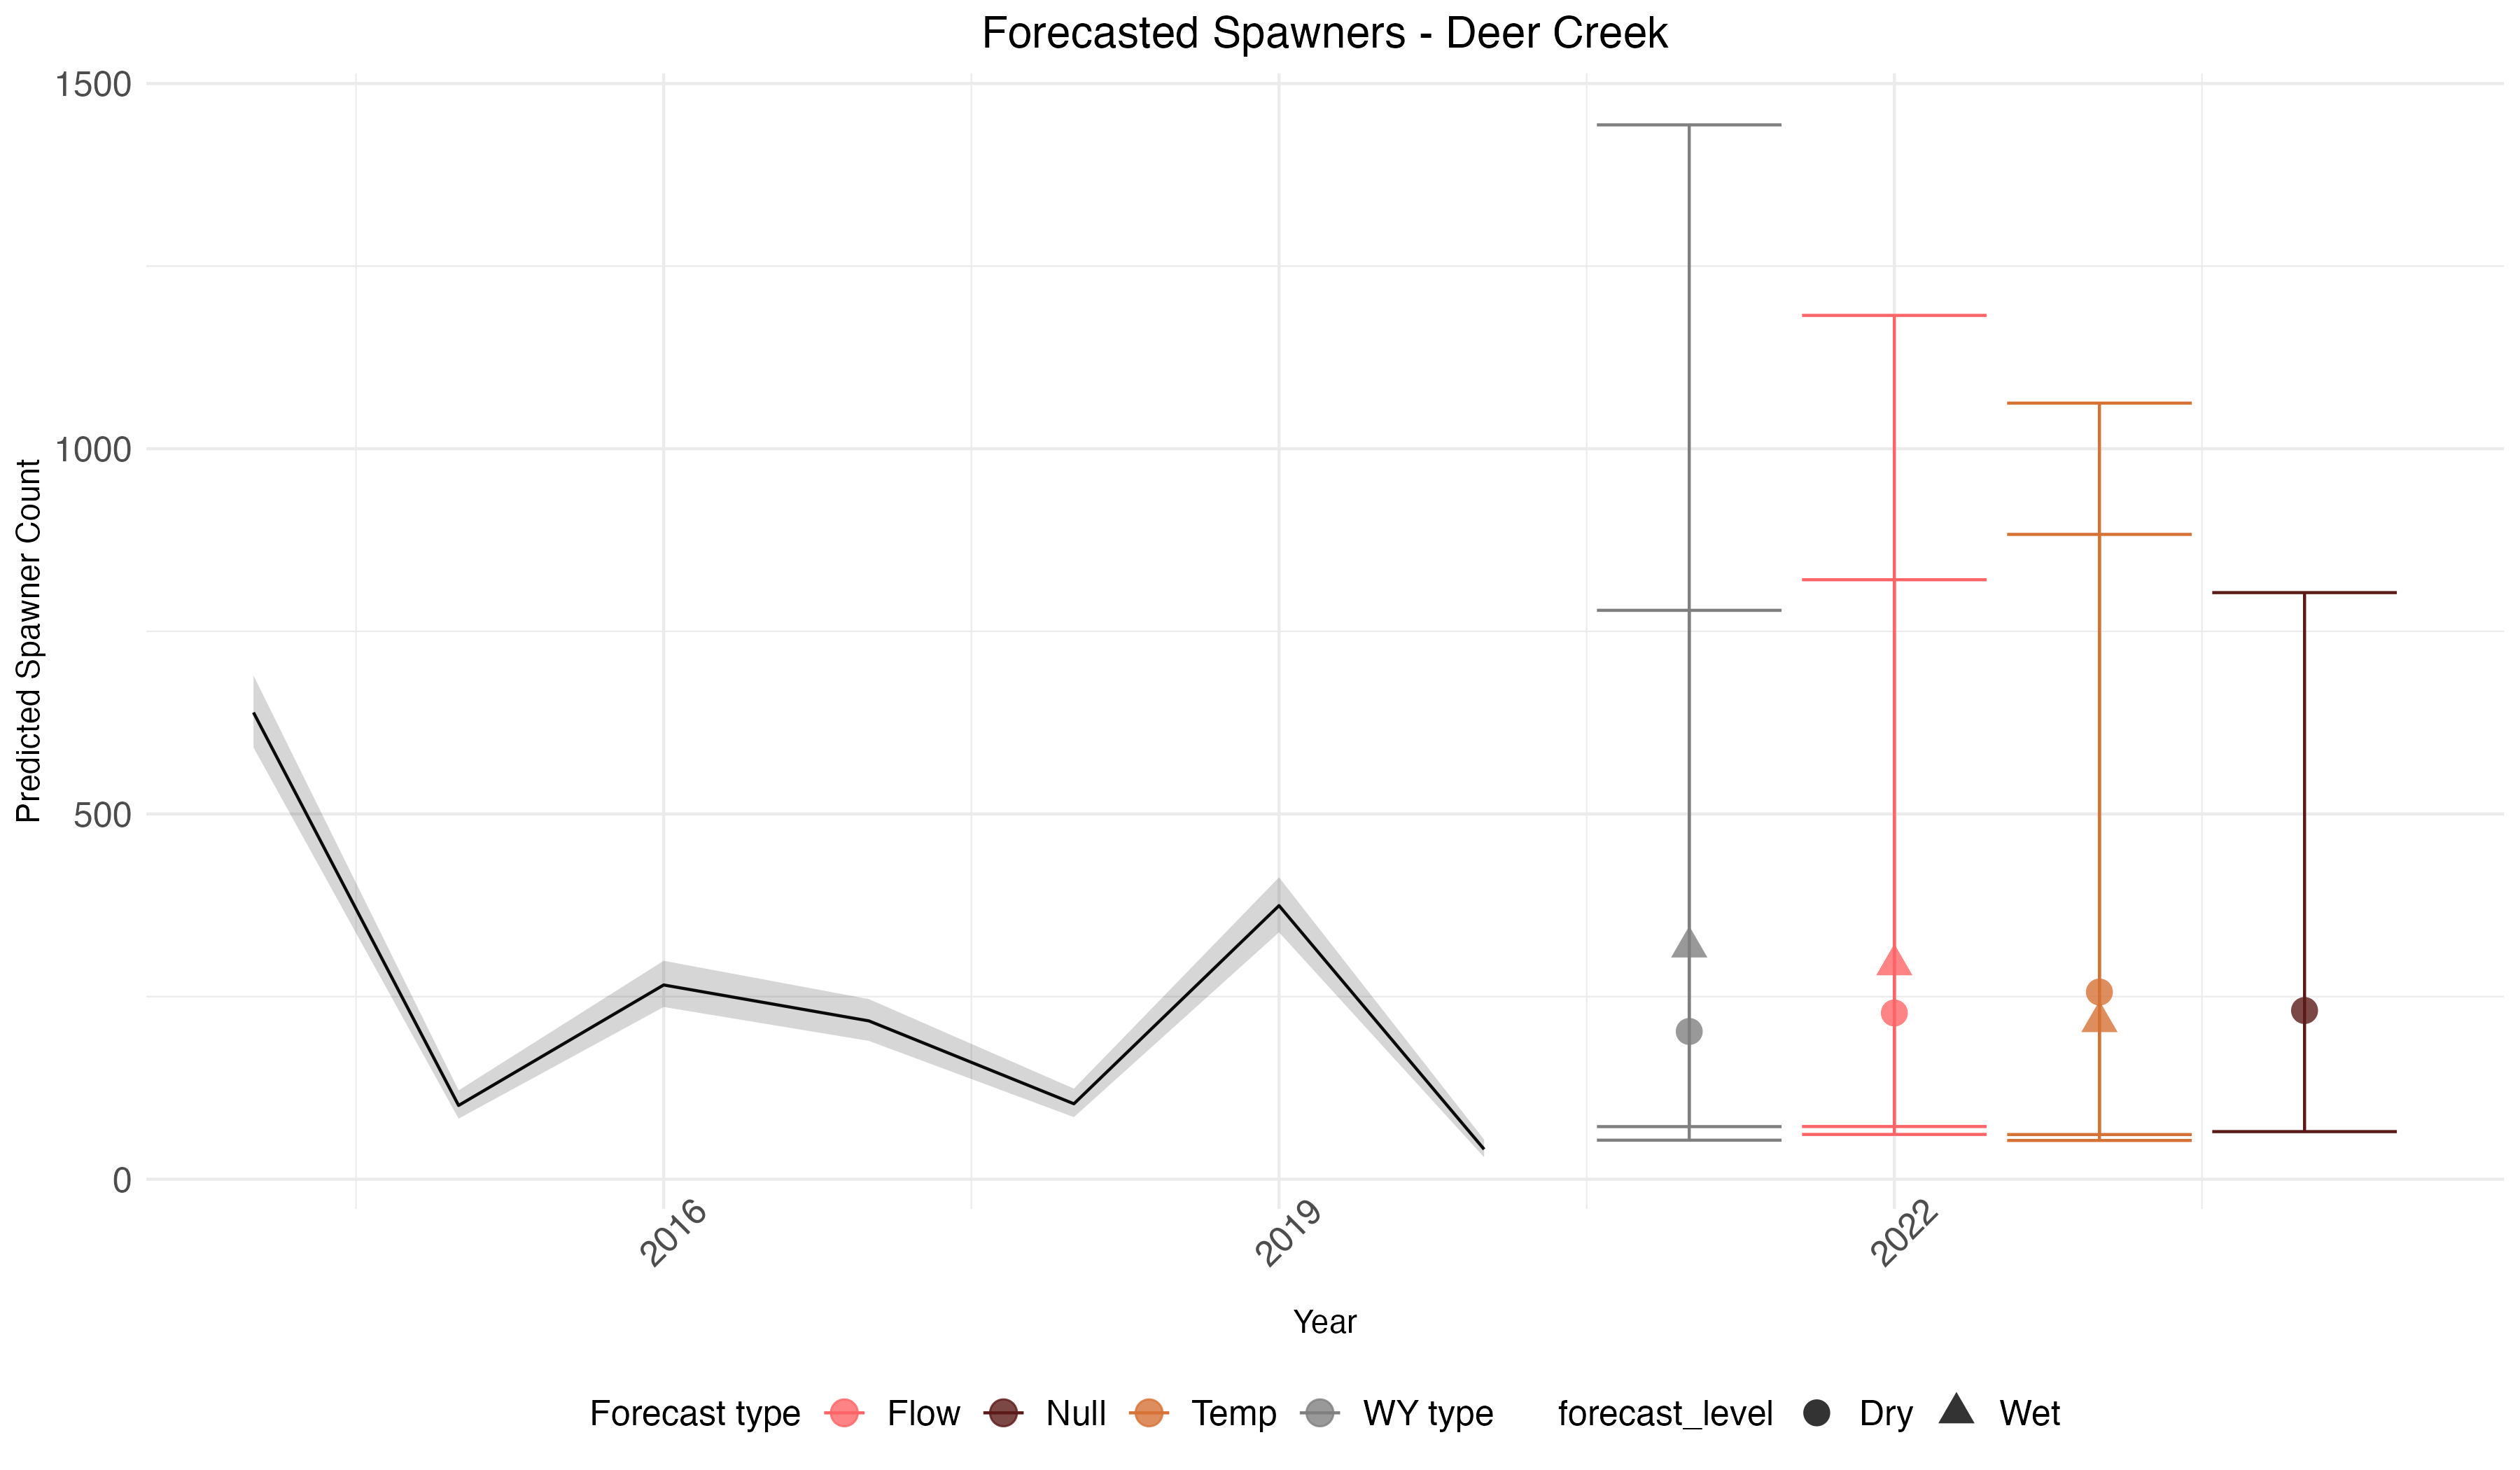 Forecasted Spawners - Deer Creek
Predicted Spawner Count
1500
1000
500
0
2016
2019
2022
Year
Forecast type Flow Null Temp WY type forecast_level Dry Wet